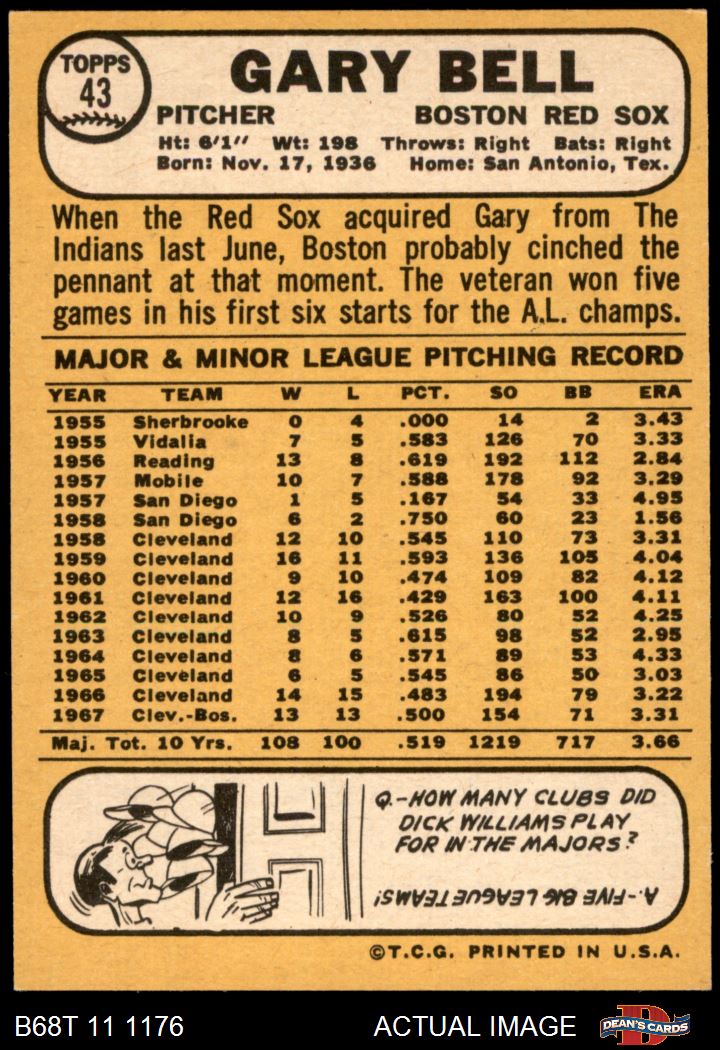 TOPPS
43
GARY BELL
PITCHER BOSTON RED SOX
Ht: 6'1" Wt: 198 Throws: Right Bats: Right
Born: Nov. 17, 1936 Home: San Antonio, Tex.
When the Red Sox acquired Gary from The
Indians last June, Boston probably cinched the
pennant at that moment. The veteran won five
games in his first six starts for the A.L. champs.
MAJOR & MINOR LEAGUE PITCHING RECORD
YEAR TEAM W L PCT. SO BB ERA
1955 Sherbrooke 0 4 .000 14 2 3.43
1955 Vidalia 7 5 .583 126 70 3.33
1956 Reading 13 8 .619 192 112 2.84
1957 Mobile 10 7 .588 178 92 3.29
1957 San Diego 1 5 .167 54 33 4.95
1958 San Diego 6 2 .750 60 23 1.56
1958 Cleveland 12 10 .545 110 73 3.31
1959 Cleveland 16 11 .593 136 105 4.04
1960 Cleveland 9 10 .474 109 82 4.12
1961 Cleveland 12 16 .429 163 100 4.11
1962 Cleveland 10 9 .526 80 52 4.25
1963 Cleveland 8 5 .615 98 52 2.95
1964 Cleveland 8 6 .571 89 53 4.33
1965 Cleveland 6 5 .545 86 50 3.03
1966 Cleveland 14 15 .483 194 79 3.22
1967 Clev.-Bos. 13 13 .500 154 71 3.31
Maj. Tot. 10 Yrs. 108 100 .519 1219 717 3.66
Q.-HOW MANY CLUBS DID
DICK WILLIAMS PLAY
FOR IN THE MAJORS?
A.-FIVE BIG LEAGUE TEAMS!
©T.C.G. PRINTED IN U.S.A.
B68T 11 1176 ACTUAL IMAGE
D
DEAN'S CARDS